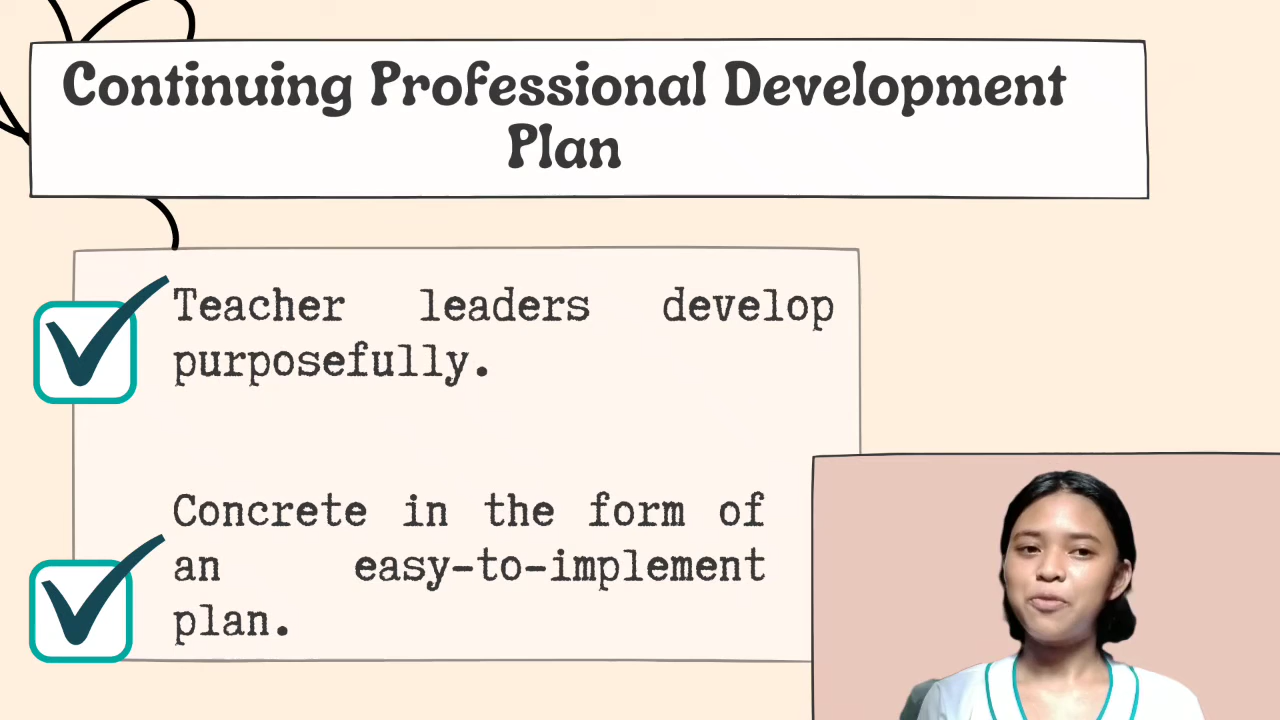 Continuing Professional Development
Plan
Teacher leaders develop
purposefully.
Concrete in the form of
an easy-to-implement
plan.